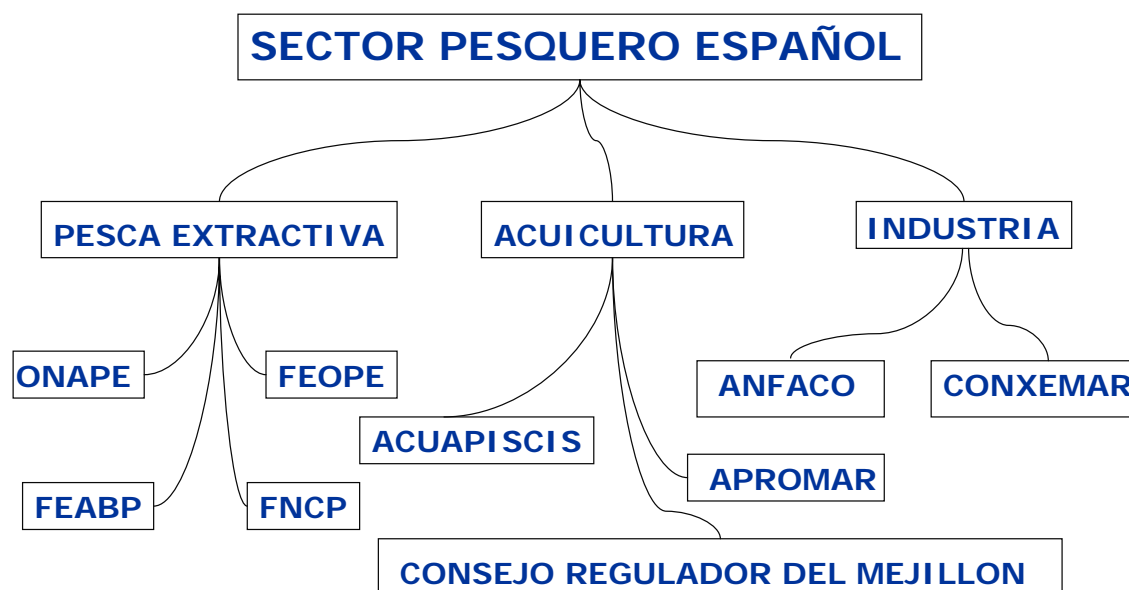 SECTOR PESQUERO ESPAÑOL
PESCA EXTRACTIVA
ACUICULTURA
INDUSTRIA
ONAPE
FEOPE
ANFACO
CONXEMAR
ACUAPISCIS
APROMAR
FEABP
FNCP
CONSEJO REGULADOR DEL MEJILLON